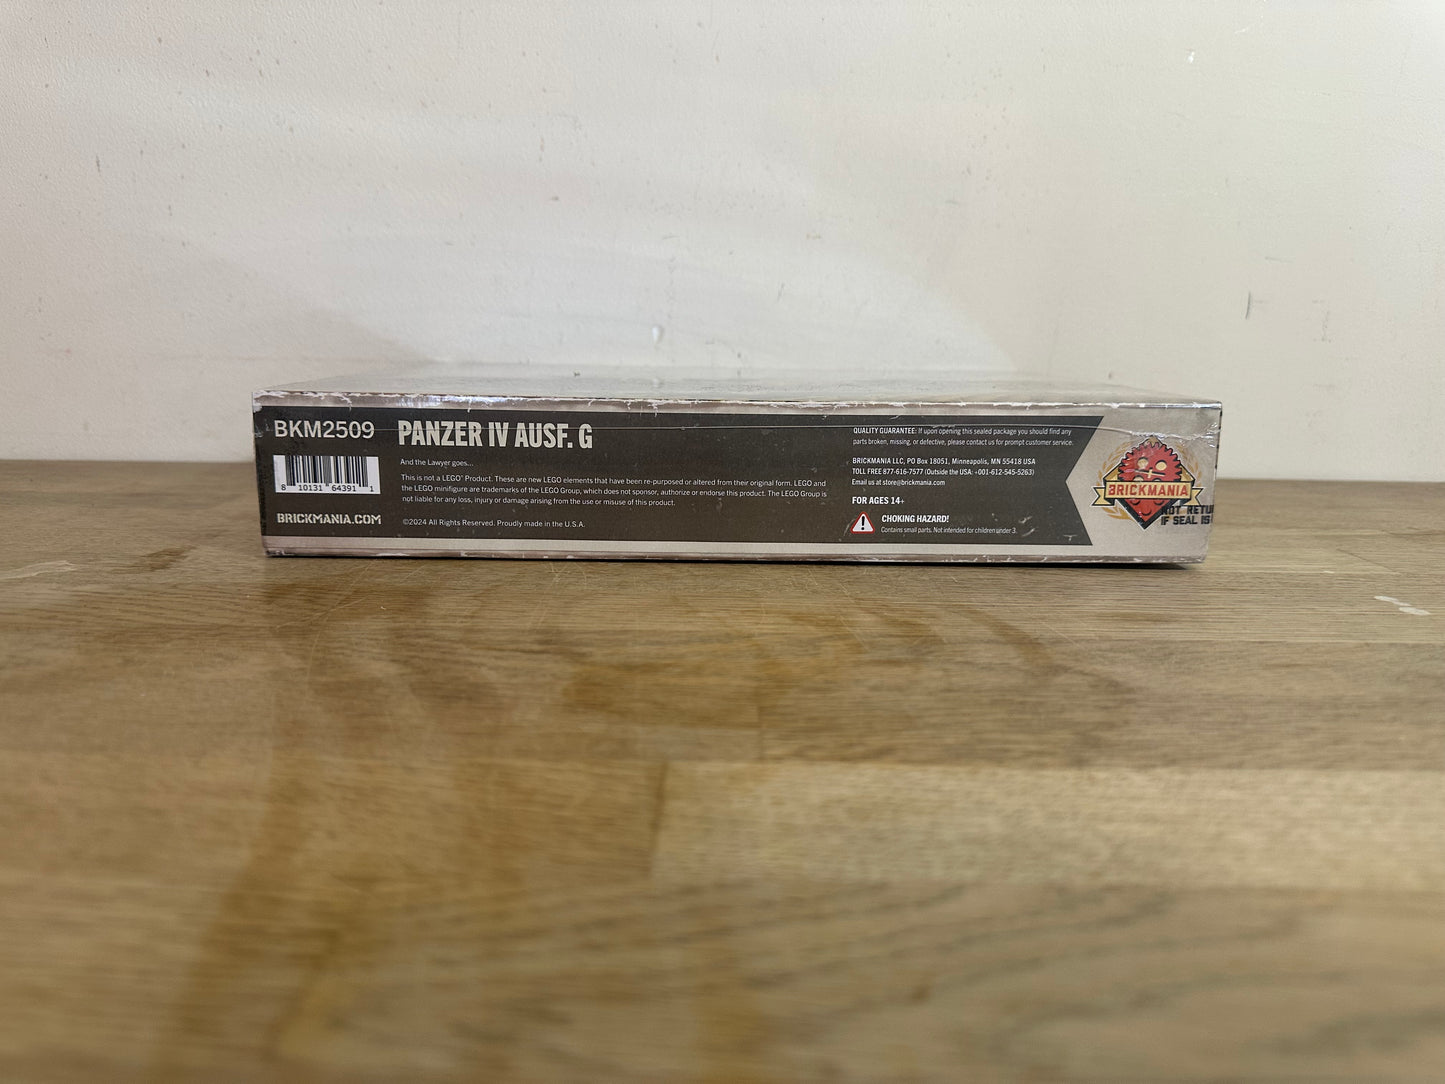 BKM2509
8 10131 64391 1
BRICKMANIA.COM
PANZER IV AUSF. G
And the Lawyer goes...
This is not a LEGO® Product. These are new LEGO elements that have been re-purposed or altered from their original form. LEGO and
the LEGO minifigure are trademarks of the LEGO Group, which does not sponsor, authorize or endorse this product. The LEGO Group is
not liable for any loss, injury or damage arising from the use or misuse of this product.
©2024 All Rights Reserved. Proudly made in the U.S.A.
QUALITY GUARANTEE: If upon opening this sealed package you should find any
parts broken, missing, or defective, please contact us for prompt customer service.
BRICKMANIA LLC, PO Box 18051, Minneapolis, MN 55418 USA
TOLL FREE 877-616-7577 (Outside the USA: +001-612-545-5263)
Email us at store@brickmania.com
FOR AGES 14+
CHOKING HAZARD!
Contains small parts. Not intended for children under 3.
BRICKMANIA
NOT RETU
IF SEAL IS